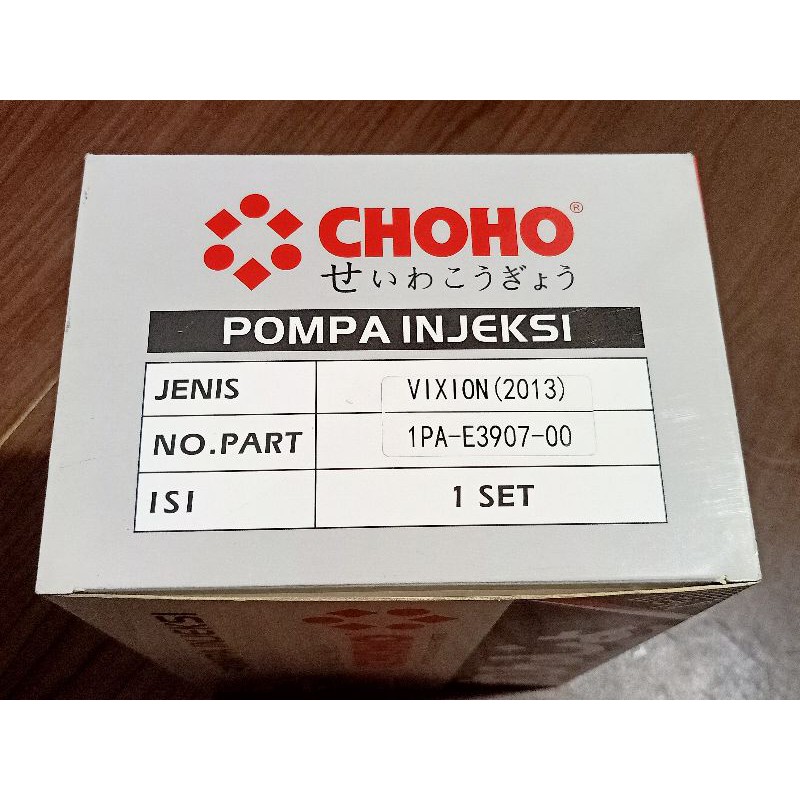 CHOHO®
せいわこうぎょう
POMPA INJEKSI
JENIS VIXION(2013)
NO.PART 1PA-E3907-00
ISI 1 SET
CHOHO